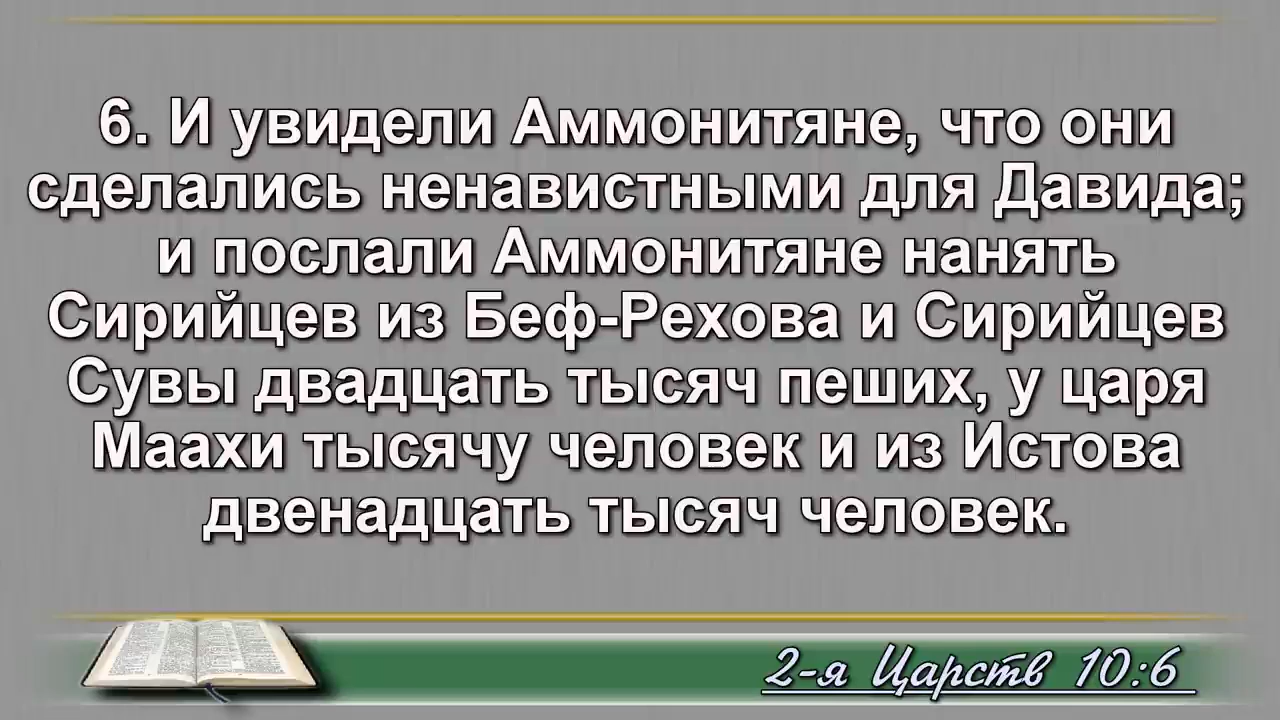 6. И увидели Аммонитяне, что они
сделались ненавистными для Давида;
и послали Аммонитяне нанять
Сирийцев из Беф-Рехова и Сирийцев
Сувы двадцать тысяч пеших, у царя
Маахи тысячу человек и из Истова
двенадцать тысяч человек.
2-я Царств 10:6